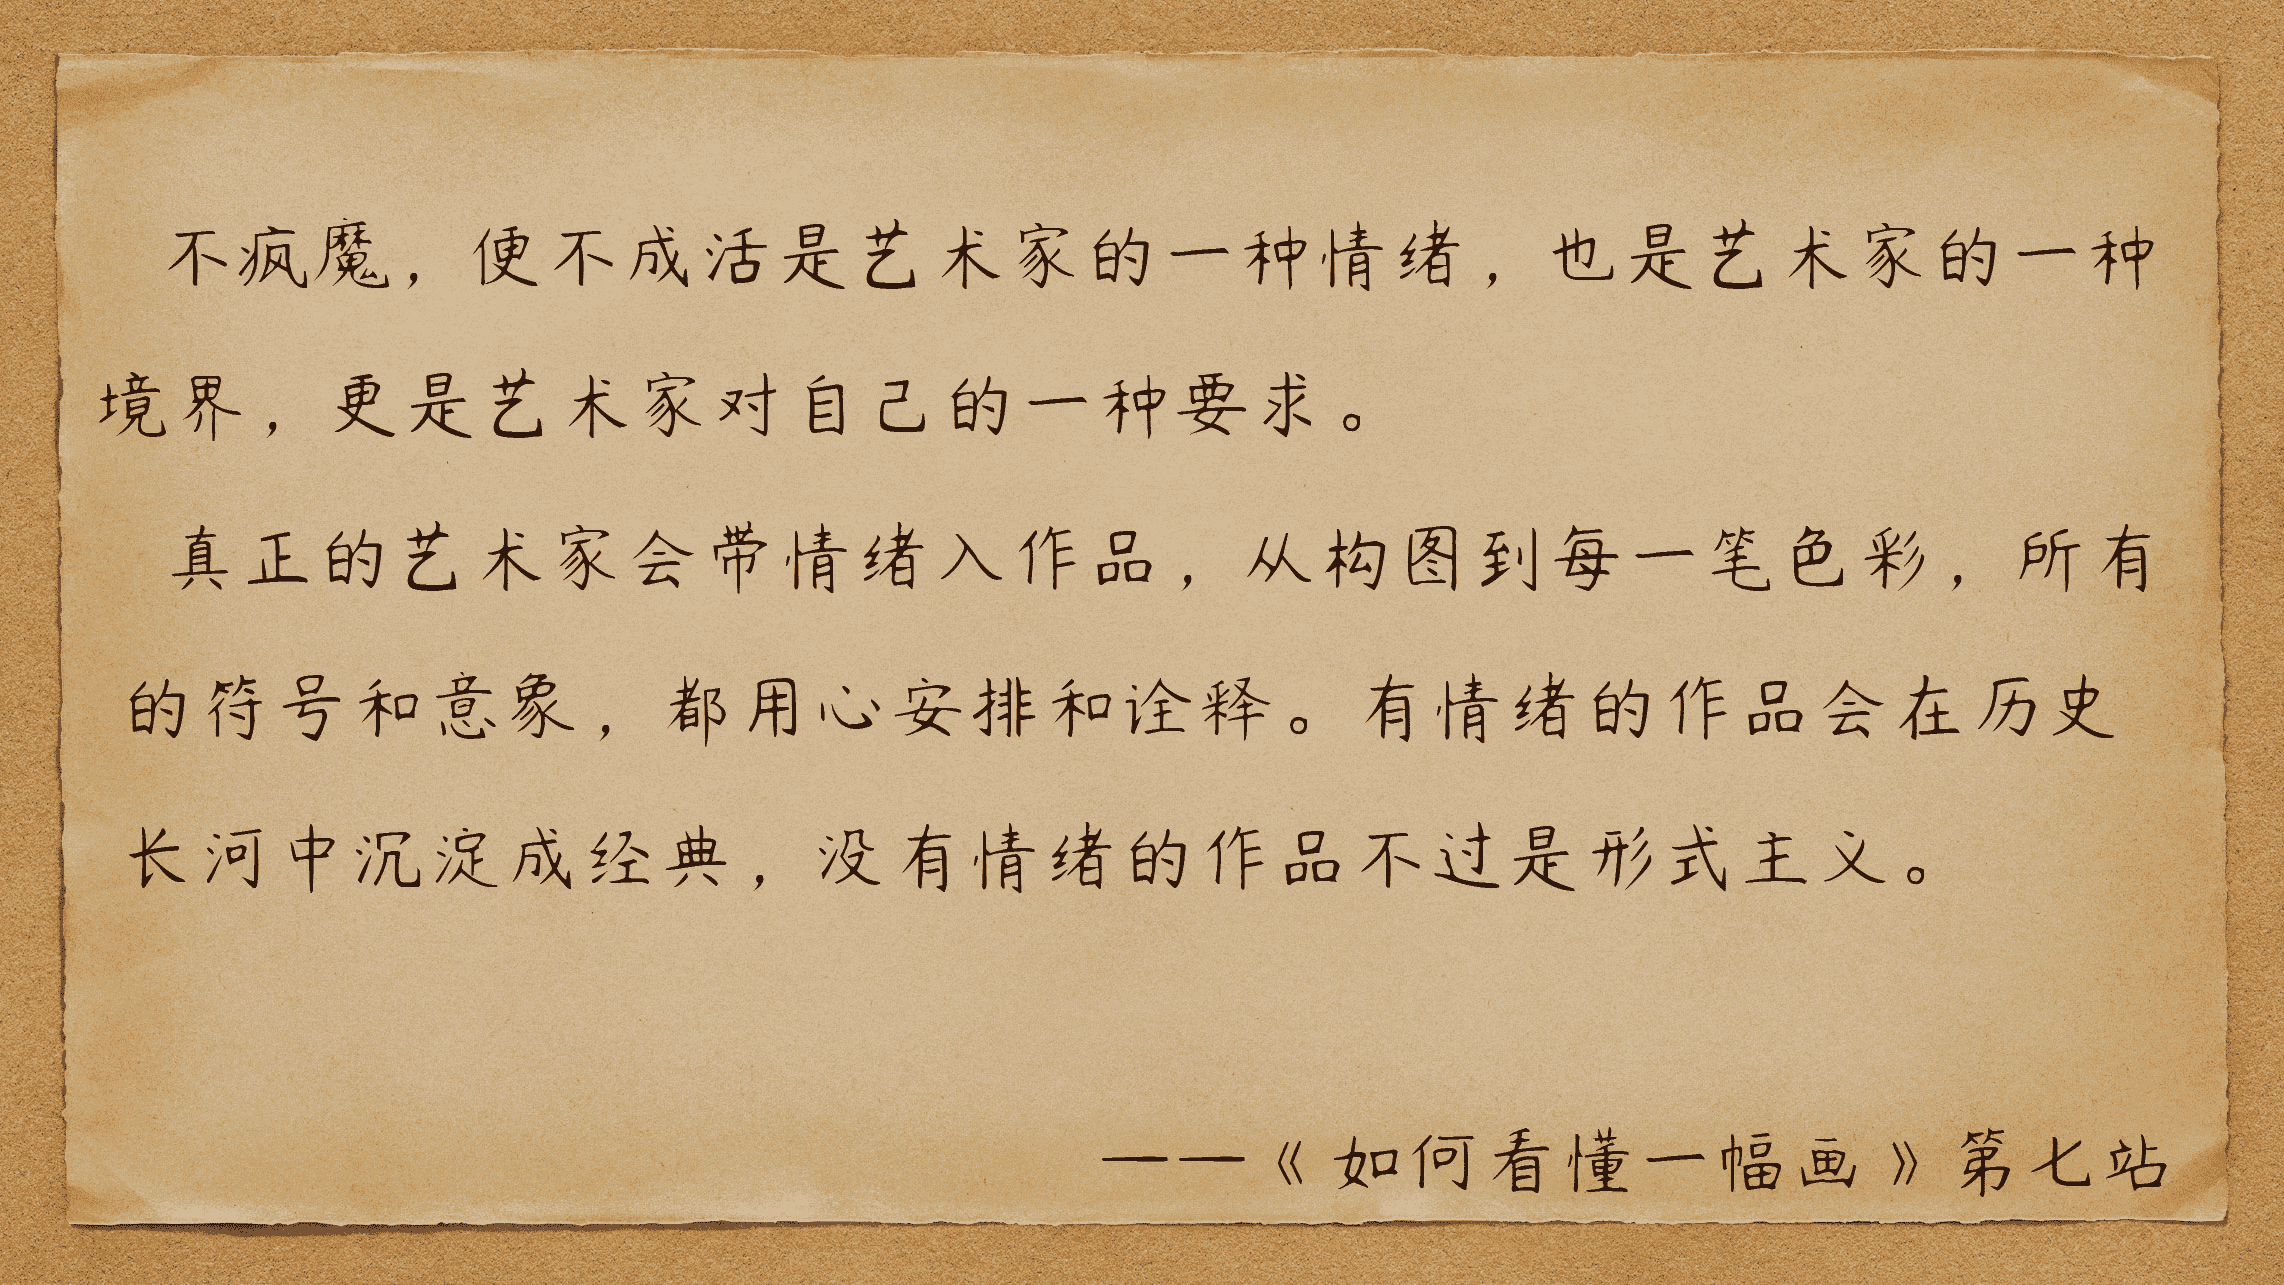 不疯魔，便不成活是艺术家的一种情绪，也是艺术家的一种
境界，更是艺术家对自己的一种要求。
真正的艺术家会带情绪入作品，从构图到每一笔色彩，所有
的符号和意象，都用心安排和诠释。有情绪的作品会在历史
长河中沉淀成经典，没有情绪的作品不过是形式主义。
——《如何看懂一幅画》第七站